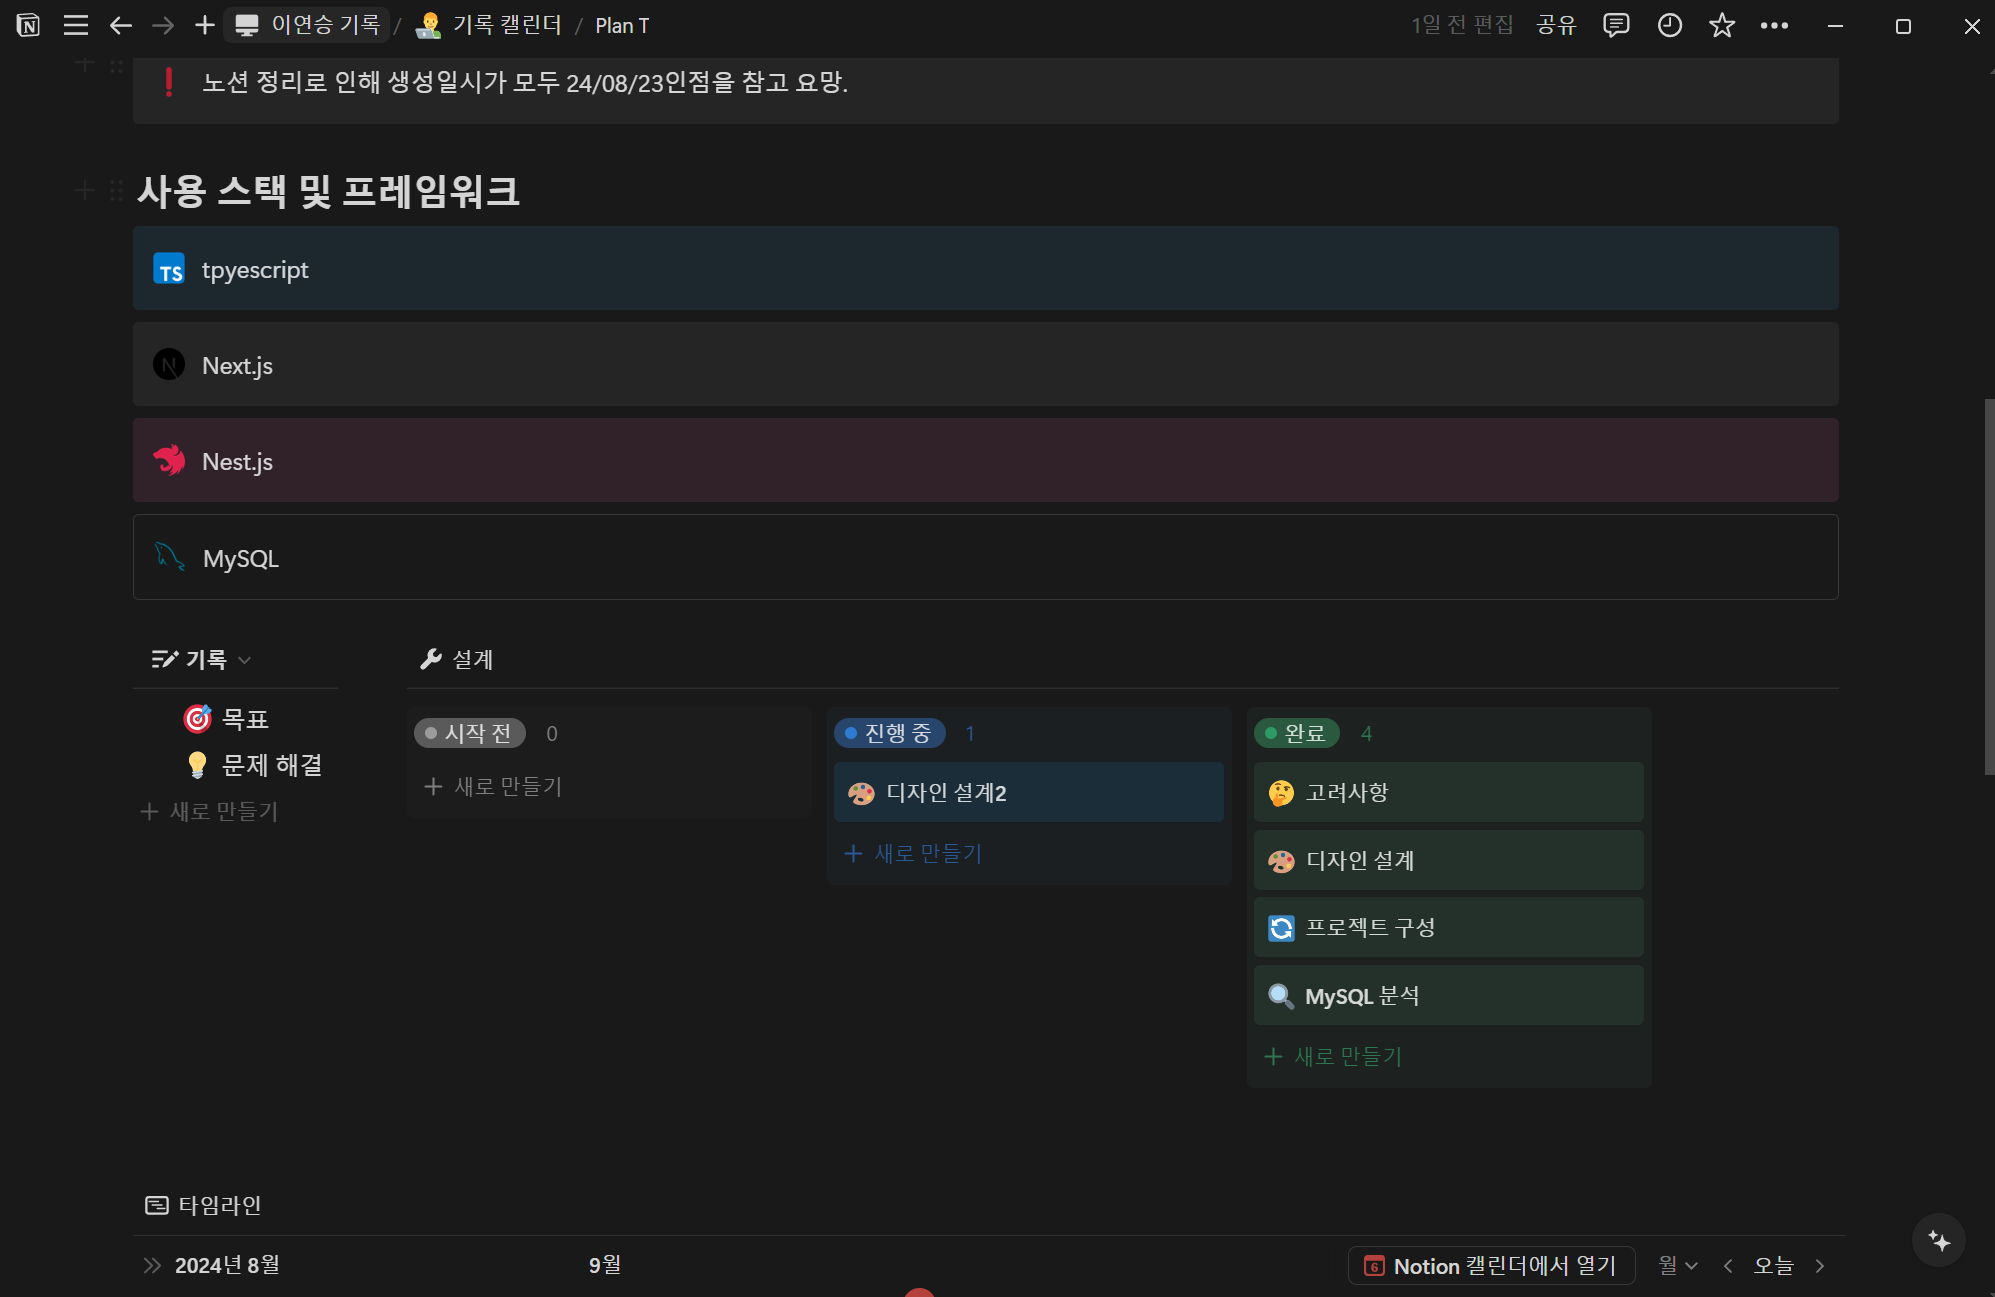 이연승 기록 / 기록 캘린더 / Plan T
1일 전 편집 공유
노션 정리로 인해 생성일시가 모두 24/08/23인점을 참고 요망.
사용 스택 및 프레임워크
TS tpyescript
Next.js
Nest.js
MySQL
기록
목표
문제 해결
새로 만들기
설계
시작 전 0
새로 만들기
진행 중 1
디자인 설계2
새로 만들기
완료 4
고려사항
디자인 설계
프로젝트 구성
MySQL 분석
새로 만들기
타임라인
2024년 8월 9월 6 Notion 캘린더에서 열기 월 오늘